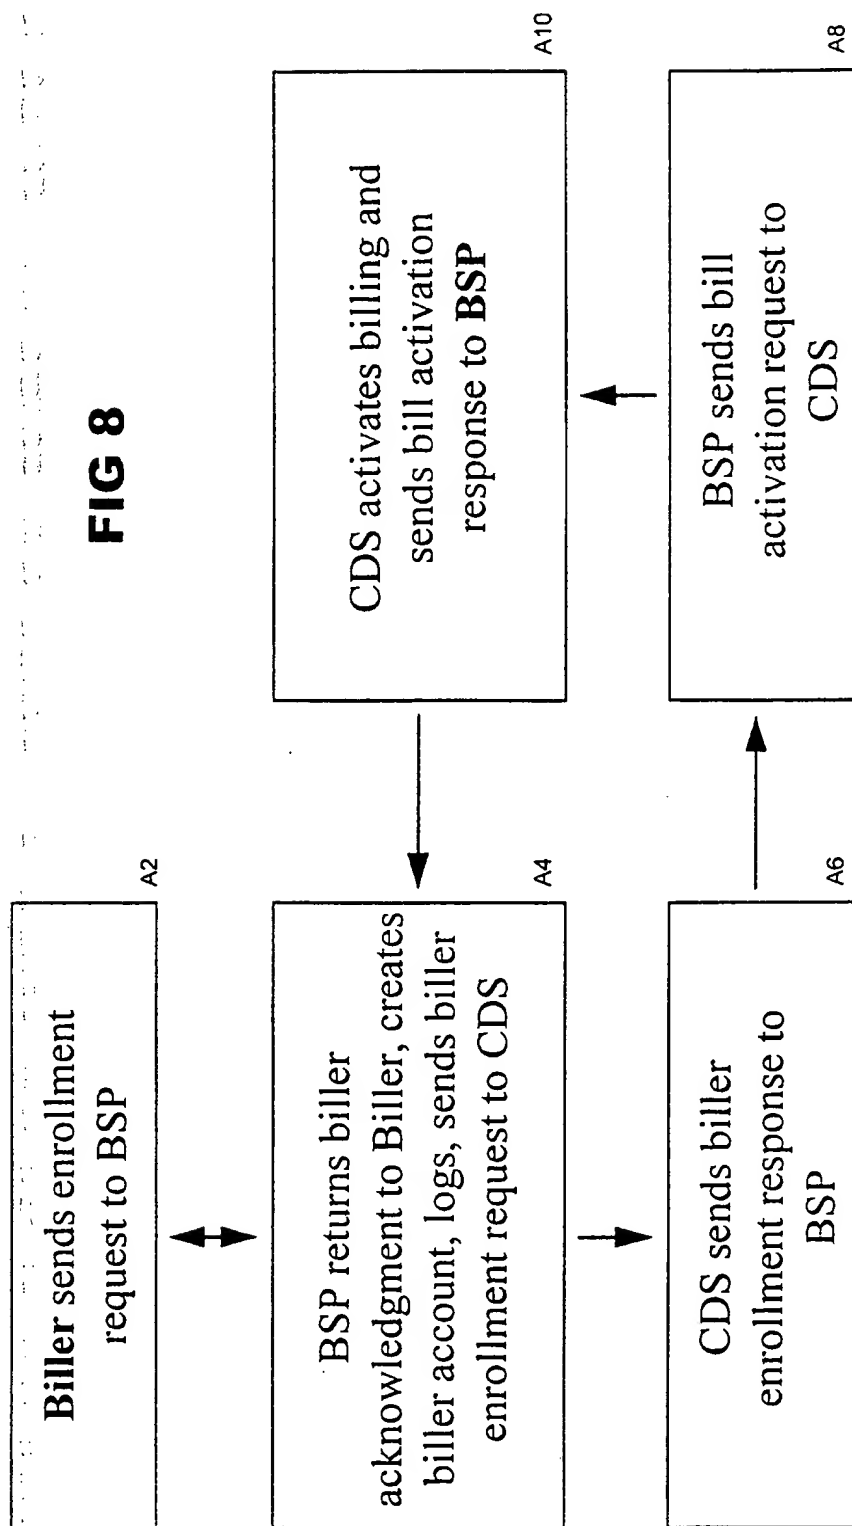 FIG 8
Biller sends enrollment
request to BSP
A2
BSP returns biller
acknowledgment to Biller, creates
biller account, logs, sends biller
enrollment request to CDS
A4
CDS sends biller
enrollment response to
BSP
A6
BSP sends bill
activation request to
CDS
A8
CDS activates billing and
sends bill activation
response to BSP
A10